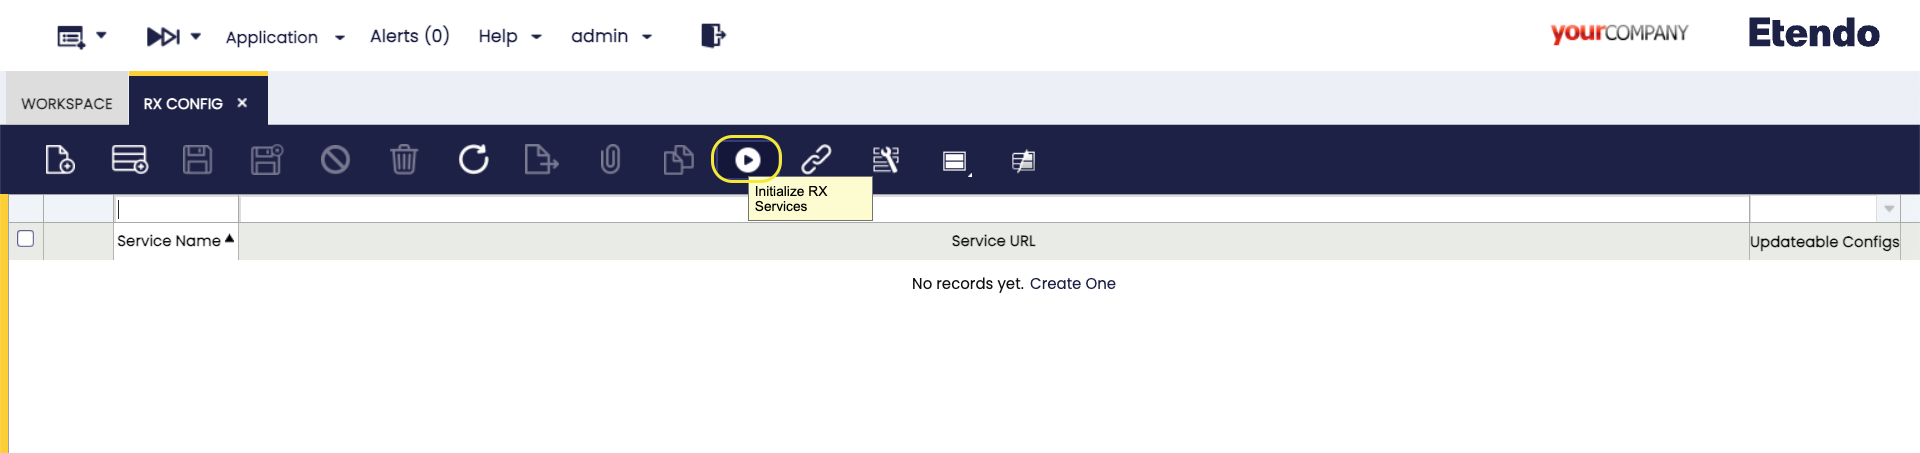 Application
Alerts (0)
Help
admin
yourCOMPANY
Etendo
WORKSPACE
RX CONFIG
Initialize RX
Services
Service Name
Service URL
Updateable Configs
No records yet. Create One